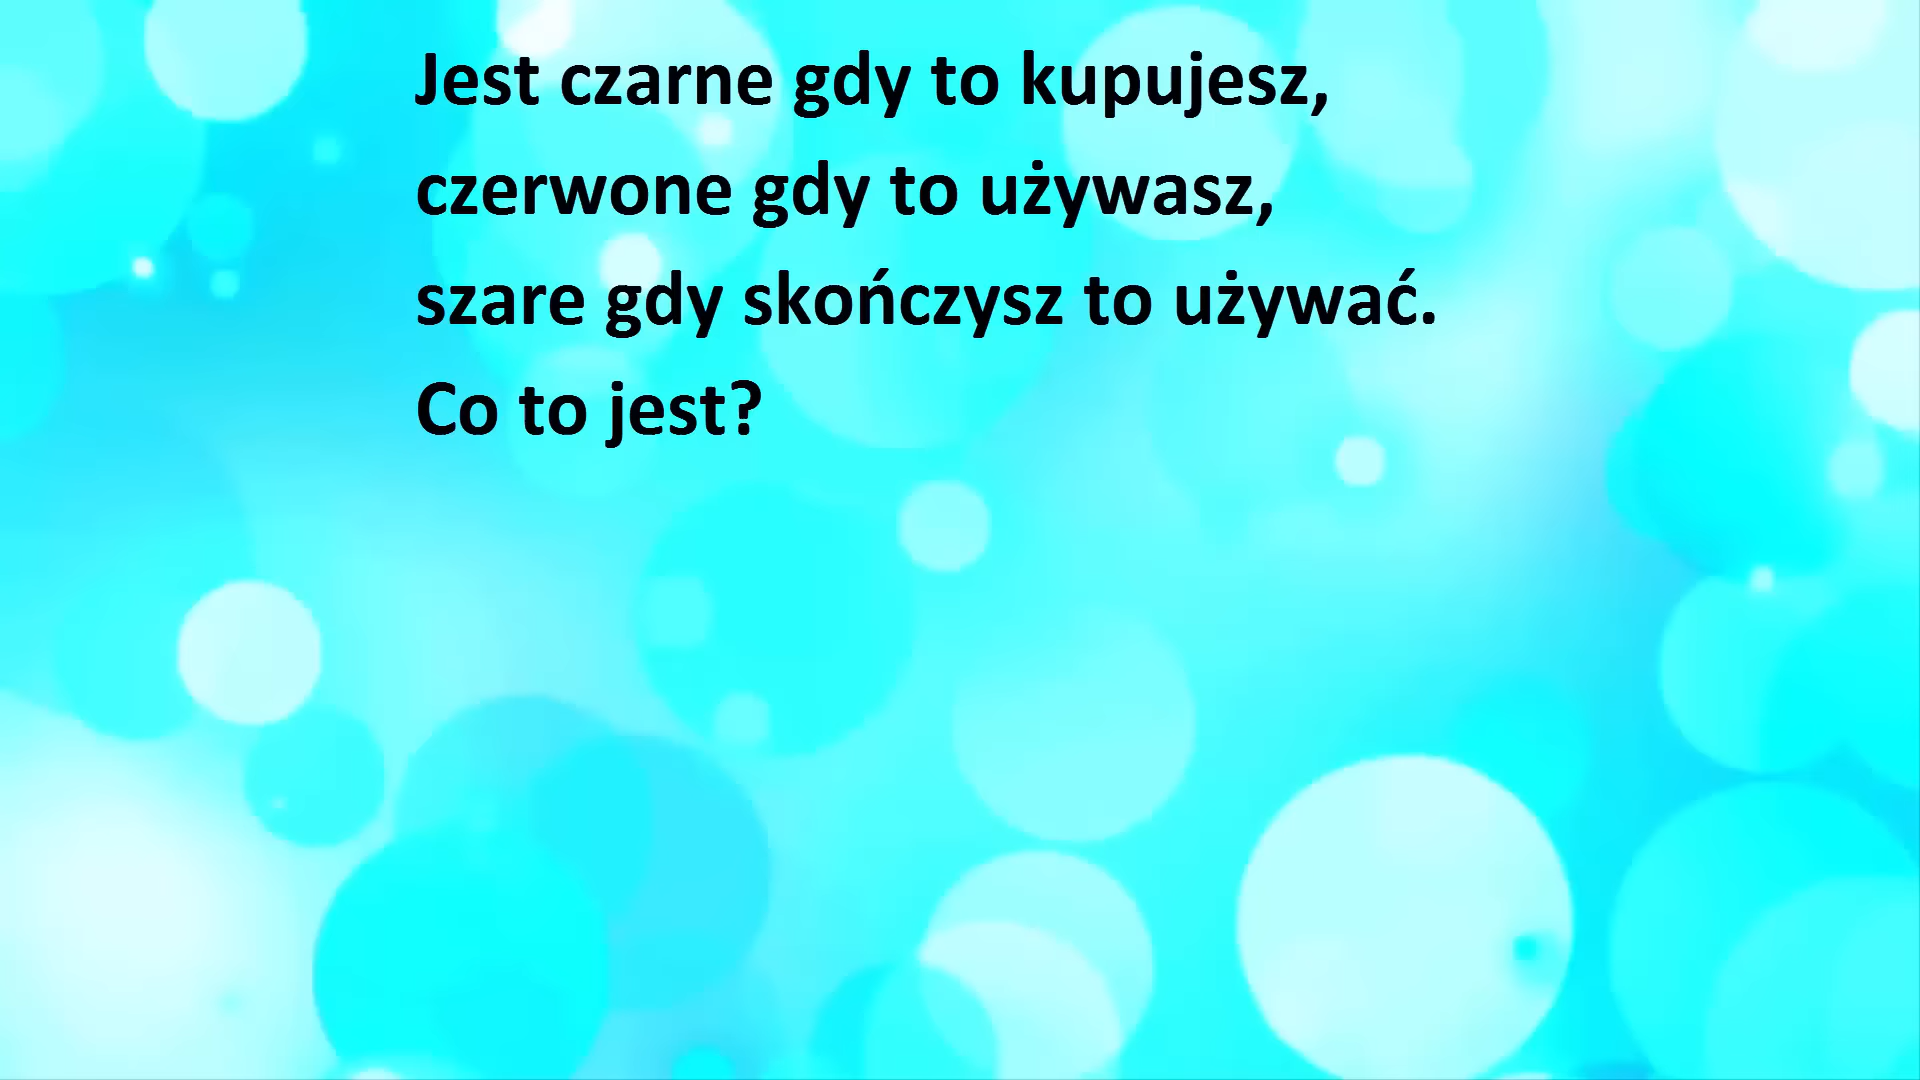 Jest czarne gdy to kupujesz,
czerwone gdy to używasz,
szare gdy skończysz to używać.
Co to jest?